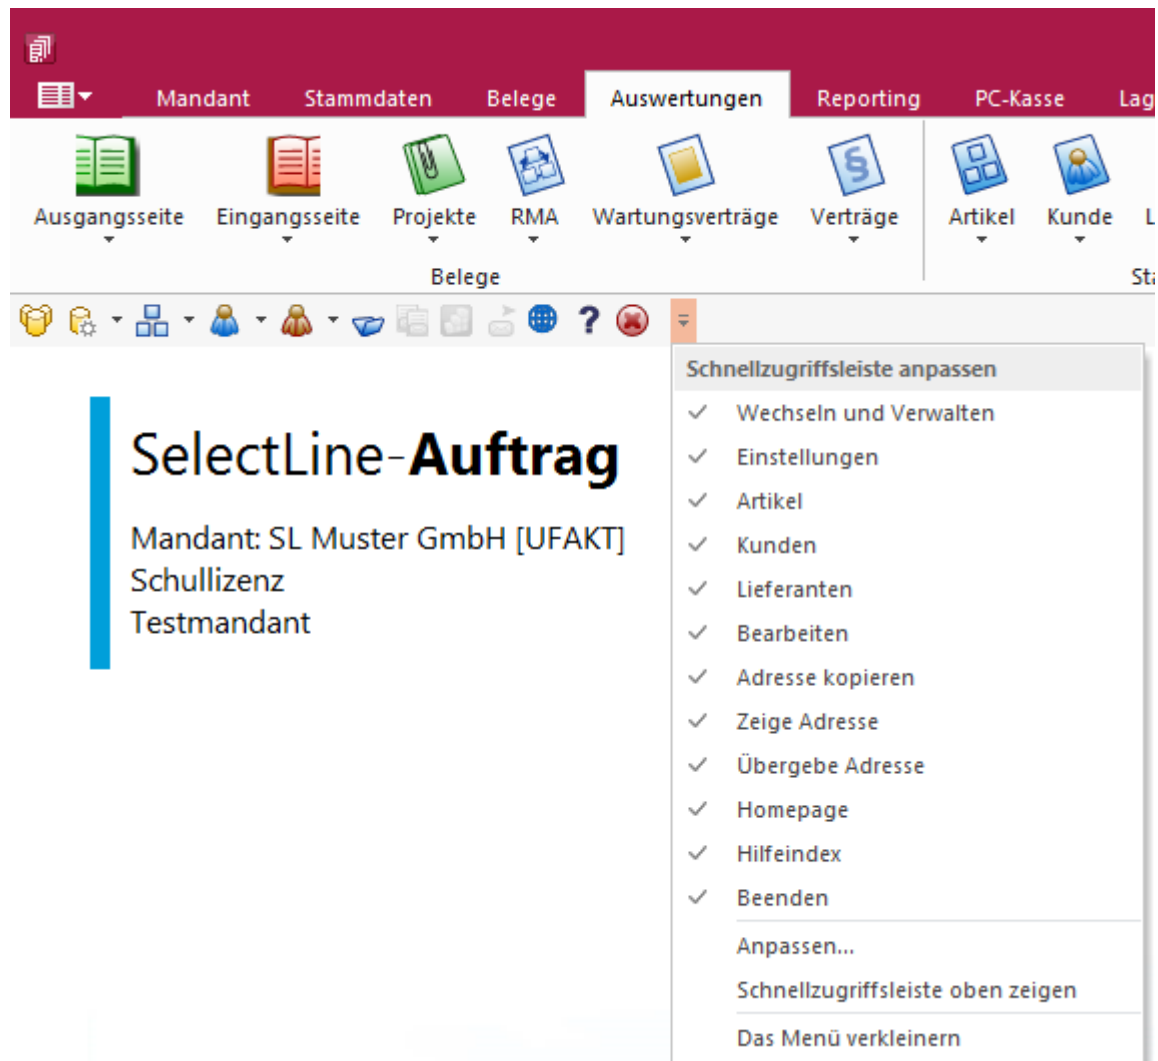 Mandant Stammdaten Belege Auswertungen Reporting PC-Kasse
Ausgangsseite Eingangsseite Projekte RMA Wartungsverträge Verträge Artikel Kunde
Belege
?
Schnellzugriffsleiste anpassen
Wechseln und Verwalten
Einstellungen
Artikel
Kunden
Lieferanten
Bearbeiten
Adresse kopieren
Zeige Adresse
Übergebe Adresse
Homepage
Hilfeindex
Beenden
Anpassen...
Schnellzugriffsleiste oben zeigen
Das Menü verkleinern
SelectLine-Auftrag
Mandant: SL Muster GmbH [UFAKT]
Schullizenz
Testmandant